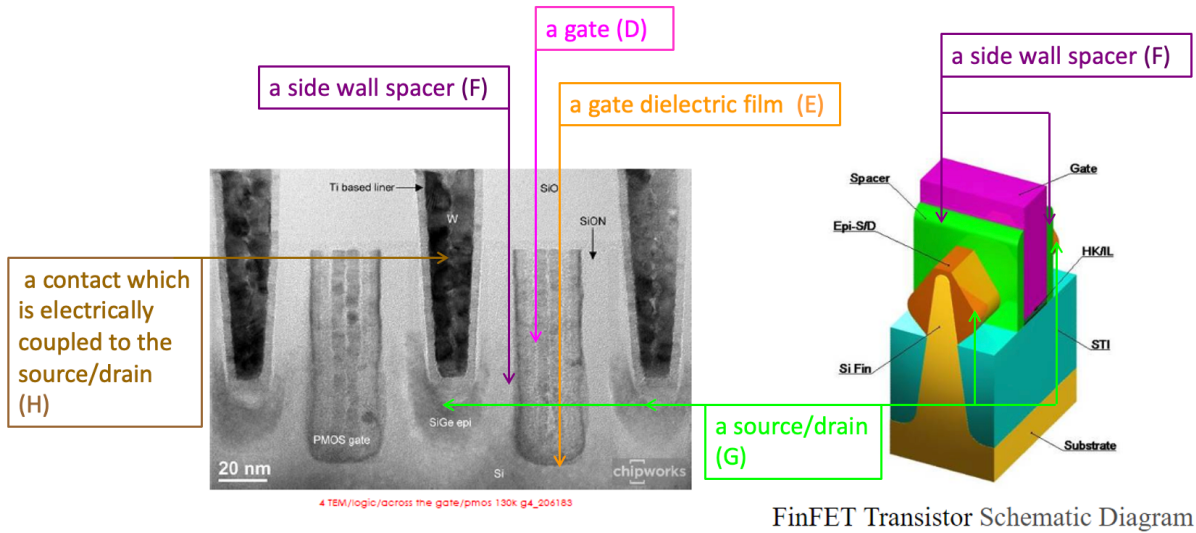 a gate (D)
a side wall spacer (F)
a side wall spacer (F)
a gate dielectric film (E)
Ti based liner
SiO
W
SiON
a contact which
is electrically
coupled to the
source/drain
(H)
SiGe epi
PMOS gate
20 nm
Si
chipworks
4 TEM/logic/across the gate/pmos 130k g4_206183
a source/drain
(G)
Gate
Spacer
Epi-S/D
HK/IL
STI
Si Fin
Substrate
FinFET Transistor Schematic Diagram